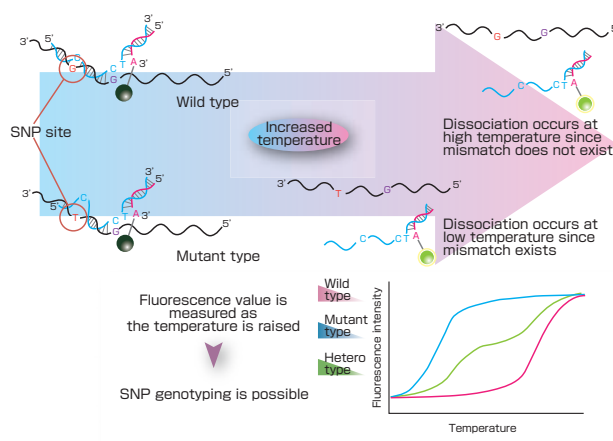 3’
5’
3’
5’
G
C
C
T
A
G
3’
5’
Wild type
SNP site
Increased
temperature
3’
G
G
5’
3’
5’
C
C
C
T
A
Dissociation occurs at
high temperature since
mismatch does not exist
3’
5’
3’
5’
T
C
C
T
A
G
3’
5’
Mutant type
3’
T
G
5’
3’
5’
C
C
C
T
A
Dissociation occurs at
low temperature since
mismatch exists
Fluorescence value is
measured as
the temperature is raised
SNP genotyping is possible
Wild
type
Mutant
type
Hetero
type
Fluorescence intensity
Temperature